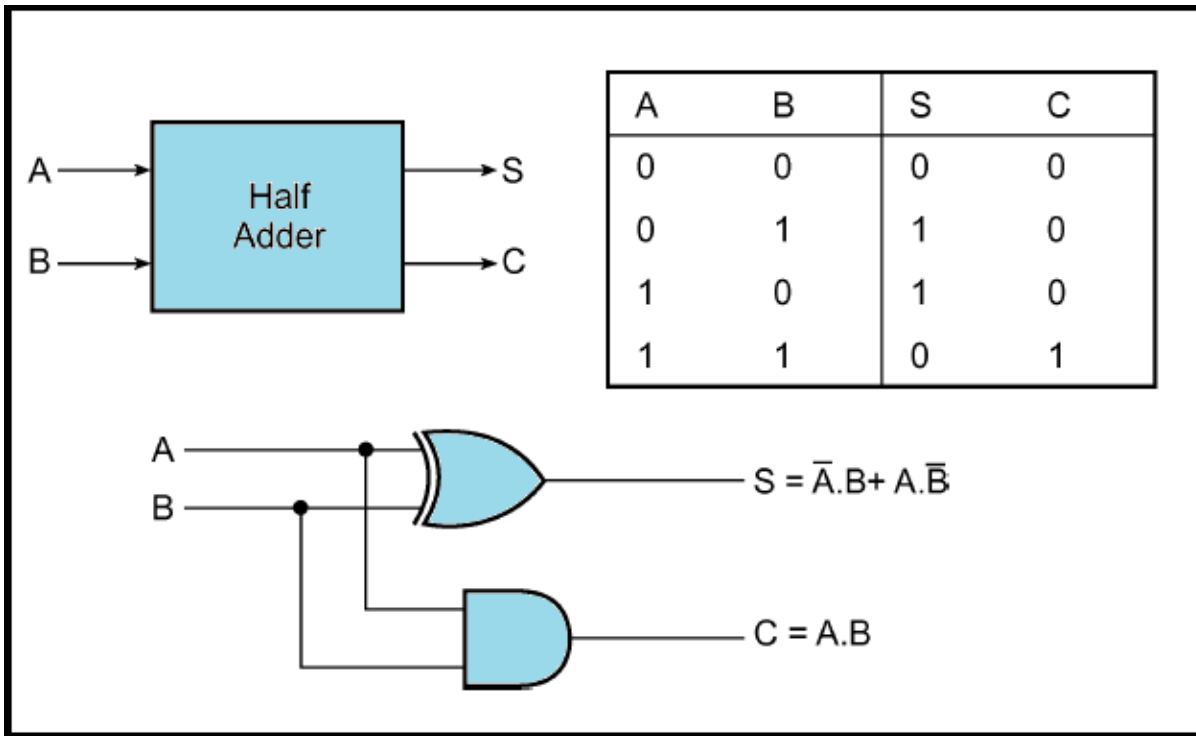 A
B
Half
Adder
S
C
A B S C
0 0 0 0
0 1 1 0
1 0 1 0
1 1 0 1
A
B
S = A̅.B+ A.B̅
C = A.B